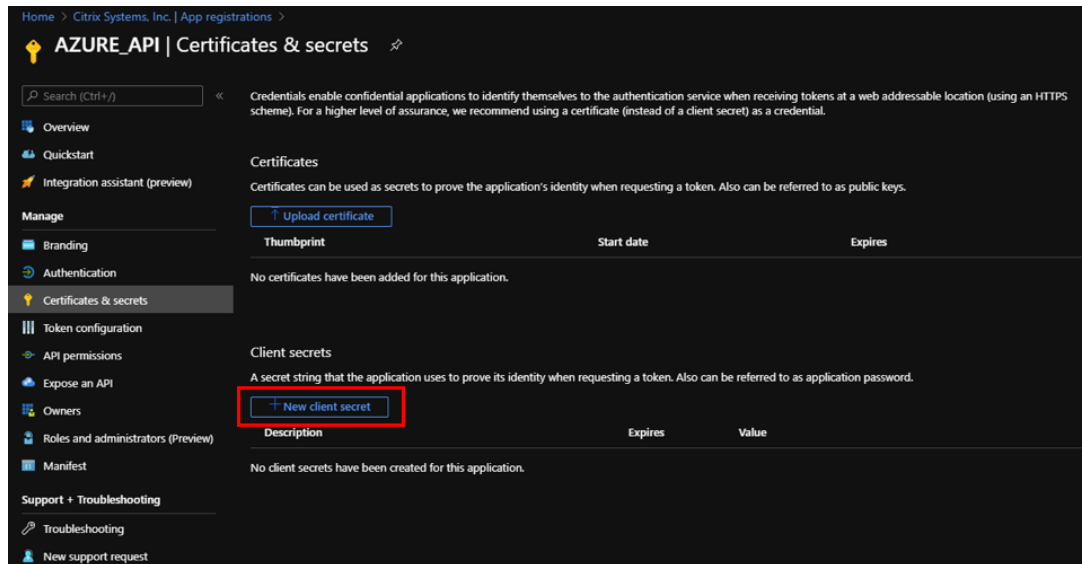 Home > Citrix Systems, Inc. | App registrations >
AZURE_API | Certificates & secrets
Search (Ctrl+/)
«
Overview
Quickstart
Integration assistant (preview)
Manage
Branding
Authentication
Certificates & secrets
Token configuration
API permissions
Expose an API
Owners
Roles and administrators (Preview)
Manifest
Support + Troubleshooting
Troubleshooting
New support request
Credentials enable confidential applications to identify themselves to the authentication service when receiving tokens at a web addressable location (using an HTTPS
scheme). For a higher level of assurance, we recommend using a certificate (instead of a client secret) as a credential.
Certificates
Certificates can be used as secrets to prove the application's identity when requesting a token. Also can be referred to as public keys.
Upload certificate
Thumbprint Start date Expires
No certificates have been added for this application.
Client secrets
A secret string that the application uses to prove its identity when requesting a token. Also can be referred to as application password.
New client secret
Description Expires Value
No client secrets have been created for this application.